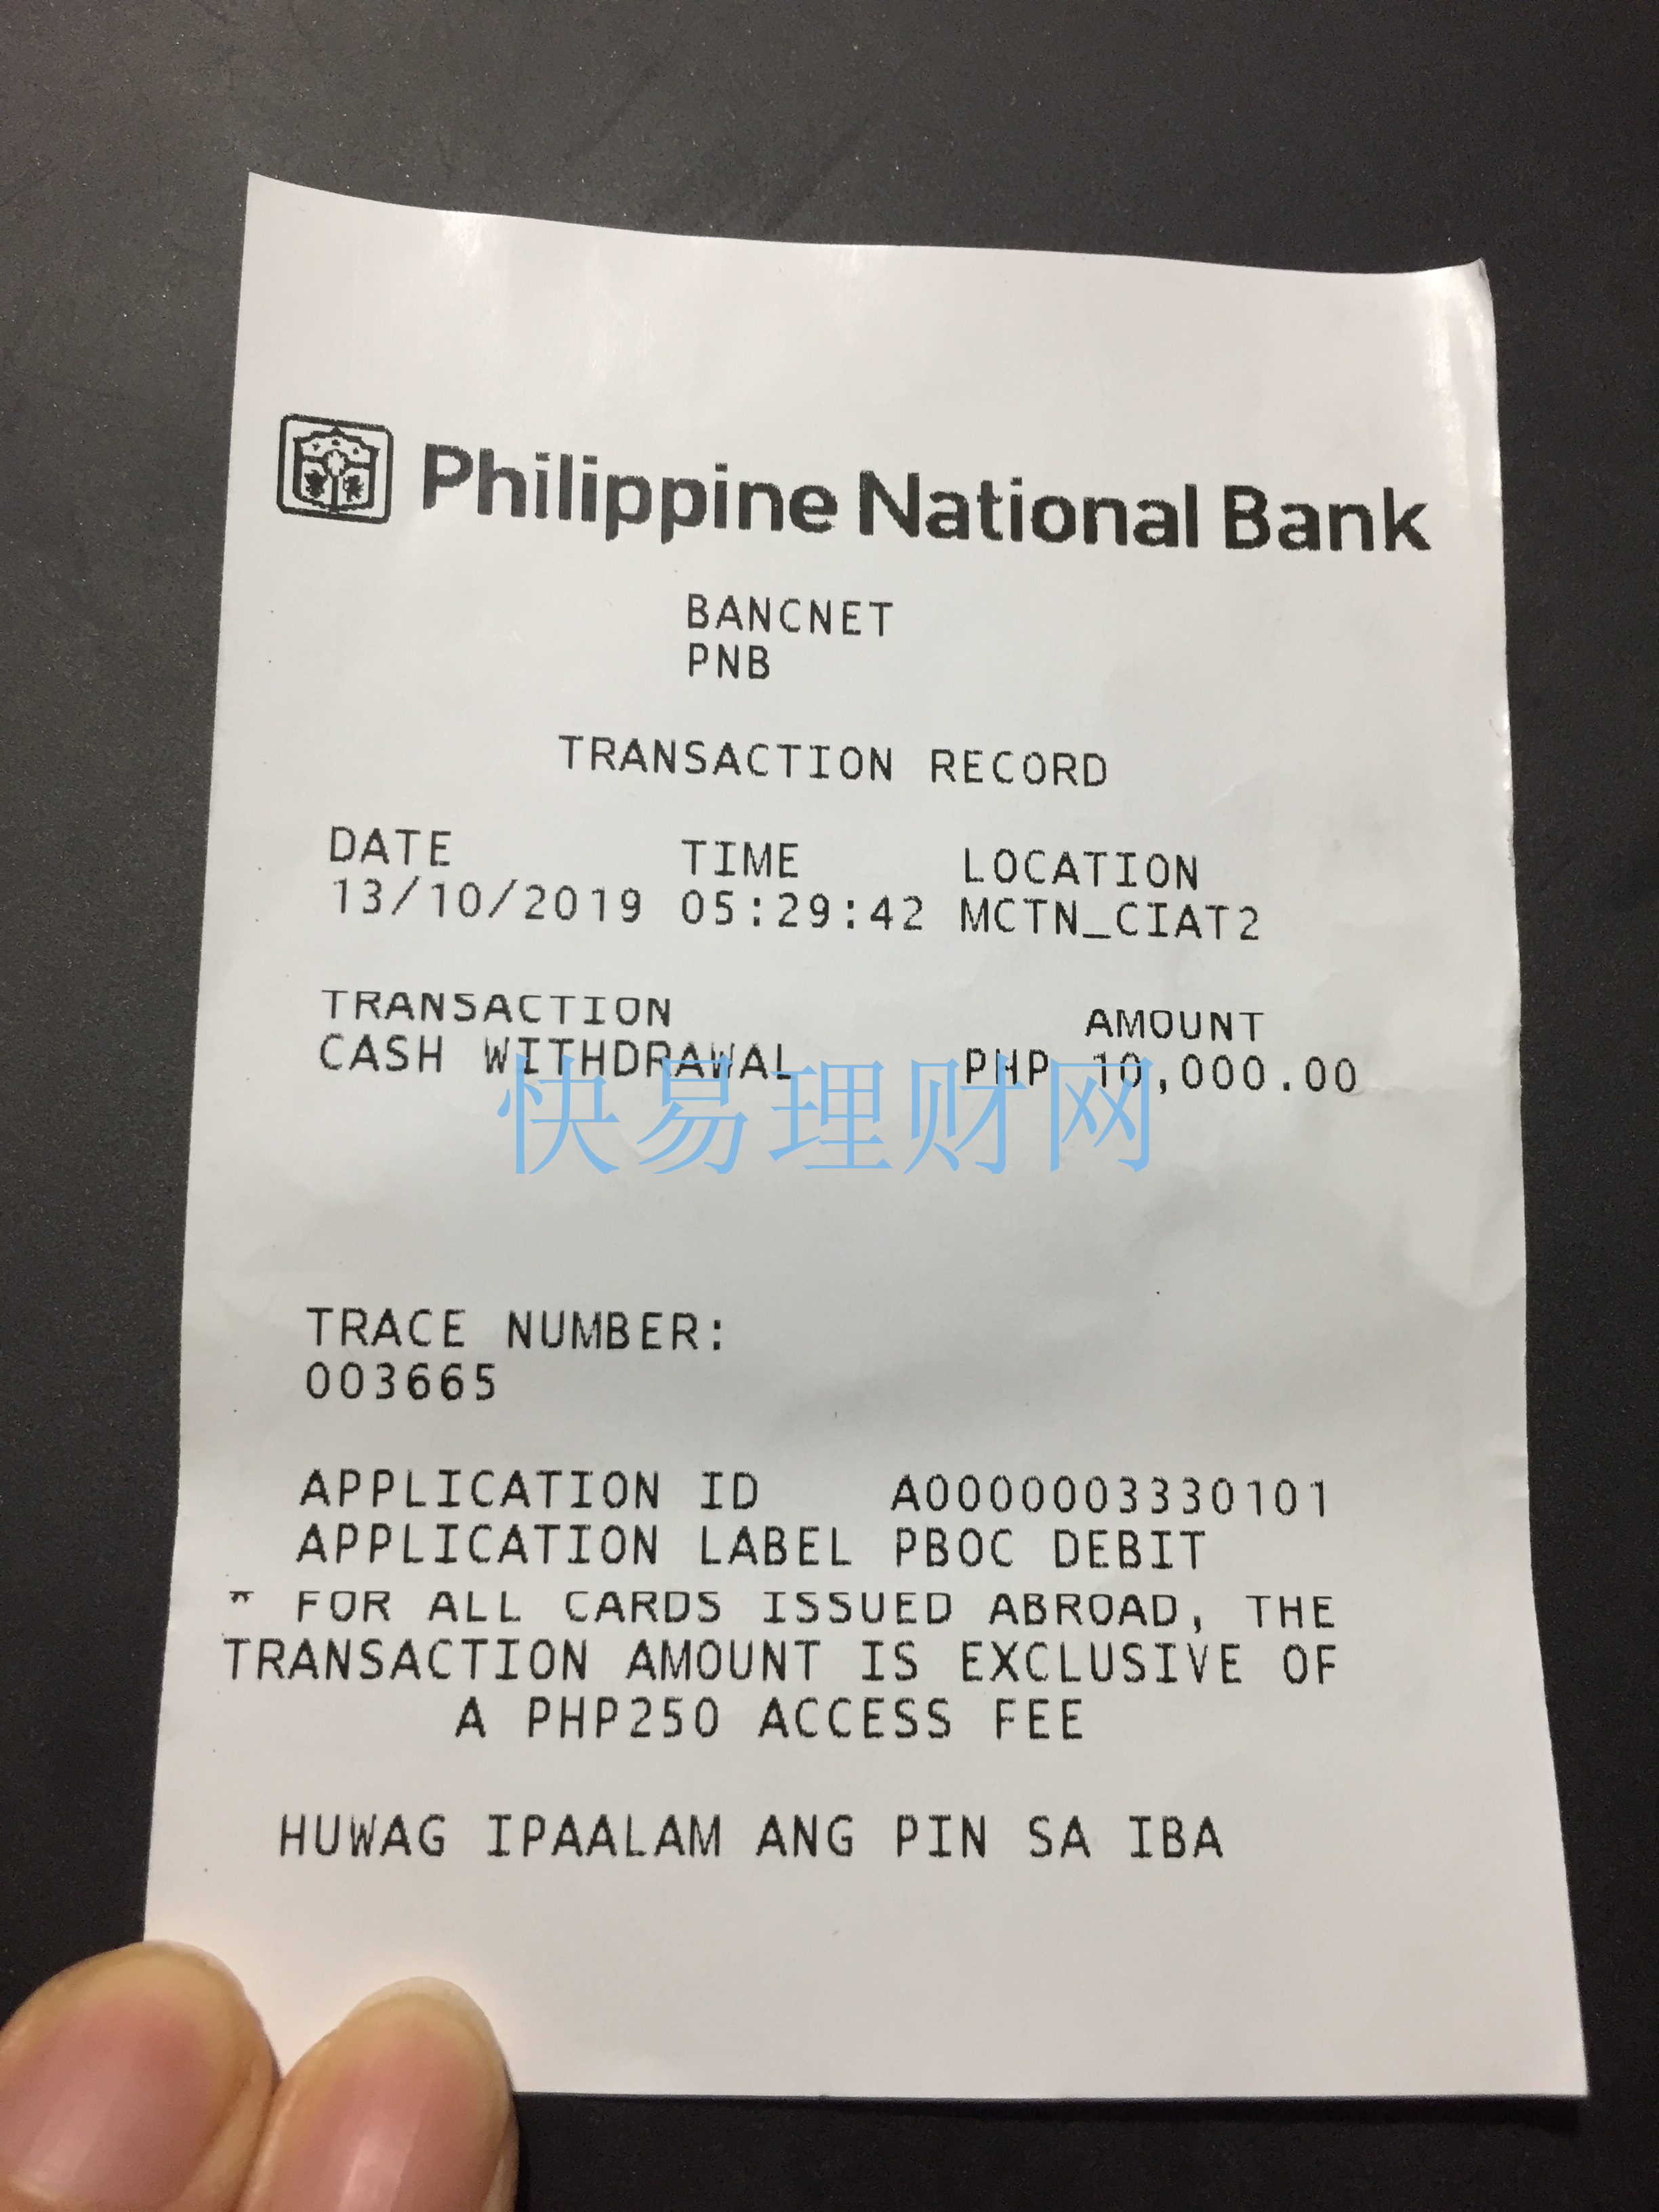 Philippine National Bank
BANCNET
PNB
TRANSACTION RECORD
DATE TIME LOCATION
13/10/2019 05:29:42 MCTN_CIAT2
TRANSACTION AMOUNT
CASH WITHDRAWAL PHP 10,000.00
快易理财网
TRACE NUMBER:
003665
APPLICATION ID A0000003330101
APPLICATION LABEL PBOC DEBIT
* FOR ALL CARDS ISSUED ABROAD, THE
TRANSACTION AMOUNT IS EXCLUSIVE OF
A PHP250 ACCESS FEE
HUWAG IPAALAM ANG PIN SA IBA